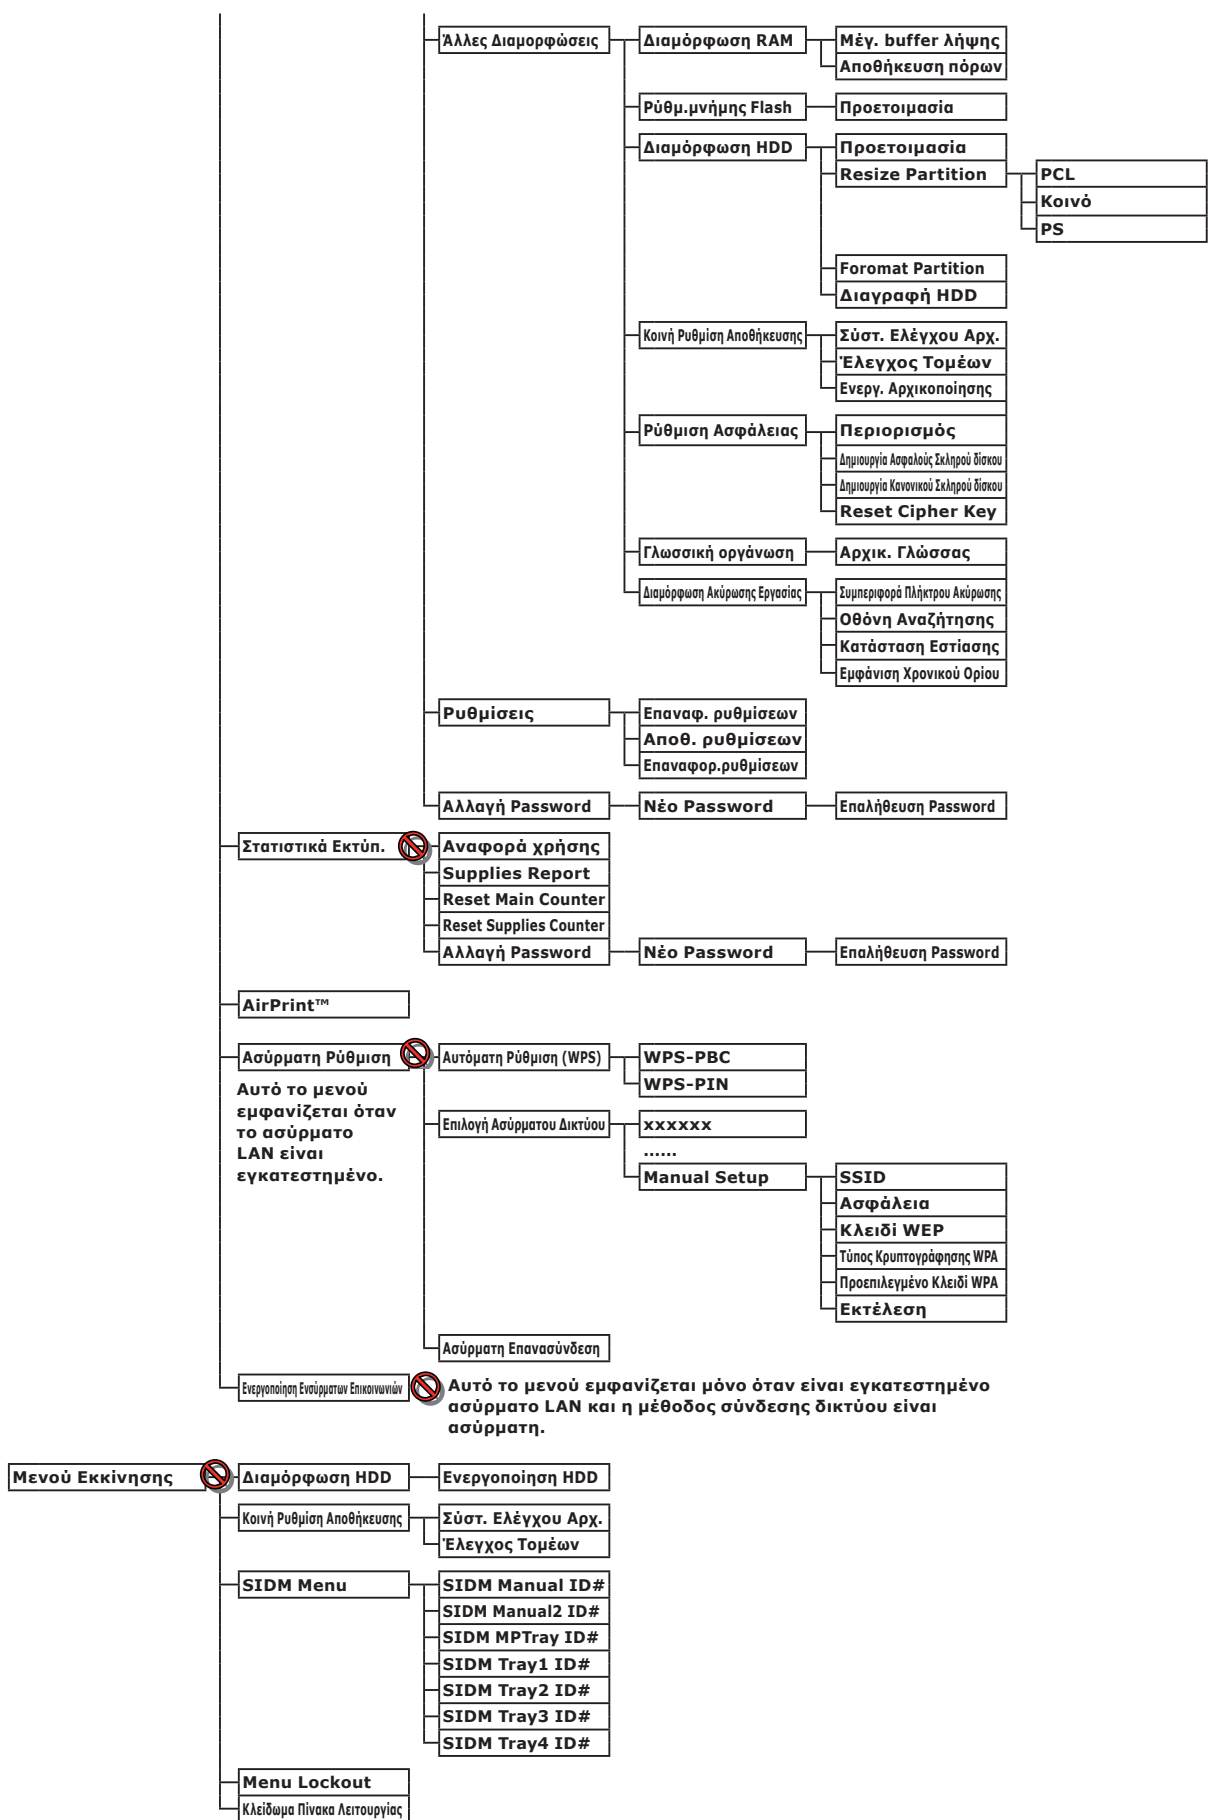 Άλλες Διαμορφώσεις
Διαμόρφωση RAM
Μέγ. buffer λήψης
Αποθήκευση πόρων
Ρύθμ.μνήμης Flash
Προετοιμασία
Διαμόρφωση HDD
Προετοιμασία
Resize Partition
PCL
Κοινό
PS
Foromat Partition
Διαγραφή HDD
Κοινή Ρυθμίση Αποθήκευσης
Σύστ. Ελέγχου Αρχ.
Έλεγχος Τομέων
Ενεργ. Αρχικοποίησης
Ρύθμιση Ασφάλειας
Περιορισμός
Δημιουργία Ασφαλούς Σκληρού δίσκου
Δημιουργία Κανονικού Σκληρού δίσκου
Reset Cipher Key
Γλωσσική οργάνωση
Αρχικ. Γλώσσας
Διαμόρφωση Ακύρωσης Εργασίας
Συμπεριφορά Πλήκτρου Ακύρωσης
Οθόνη Αναζήτησης
Κατάσταση Εστίασης
Εμφάνιση Χρονικού Ορίου
Ρυθμίσεις
Επαναφ. ρυθμίσεων
Αποθ. ρυθμίσεων
Επαναφορ.ρυθμίσεων
Αλλαγή Password
Νέο Password
Επαλήθευση Password
Στατιστικά Εκτύπ.
Αναφορά χρήσης
Supplies Report
Reset Main Counter
Reset Supplies Counter
Αλλαγή Password
Νέο Password
Επαλήθευση Password
AirPrint™
Ασύρματη Ρύθμιση
Αυτό το μενού
εμφανίζεται όταν
το ασύρματο
LAN είναι
εγκατεστημένο.
Αυτόματη Ρύθμιση (WPS)
WPS-PBC
WPS-PIN
Επιλογή Ασύρματου Δικτύου
xxxxxx
......
Manual Setup
SSID
Ασφάλεια
Κλειδί WEP
Τύπος Κρυπτογράφησης WPA
Προεπιλεγμένο Κλειδί WPA
Εκτέλεση
Ασύρματη Επανασύνδεση
Ενεργοποίηση Ενσύρματων Επικοινωνιών
Αυτό το μενού εμφανίζεται μόνο όταν είναι εγκατεστημένο
ασύρματο LAN και η μέθοδος σύνδεσης δικτύου είναι
ασύρματη.
Μενού Εκκίνησης
Διαμόρφωση HDD
Ενεργοποίηση HDD
Κοινή Ρυθμίση Αποθήκευσης
Σύστ. Ελέγχου Αρχ.
Έλεγχος Τομέων
SIDM Menu
SIDM Manual ID#
SIDM Manual2 ID#
SIDM MPTray ID#
SIDM Tray1 ID#
SIDM Tray2 ID#
SIDM Tray3 ID#
SIDM Tray4 ID#
Menu Lockout
Κλείδωμα Πίνακα Λειτουργίας